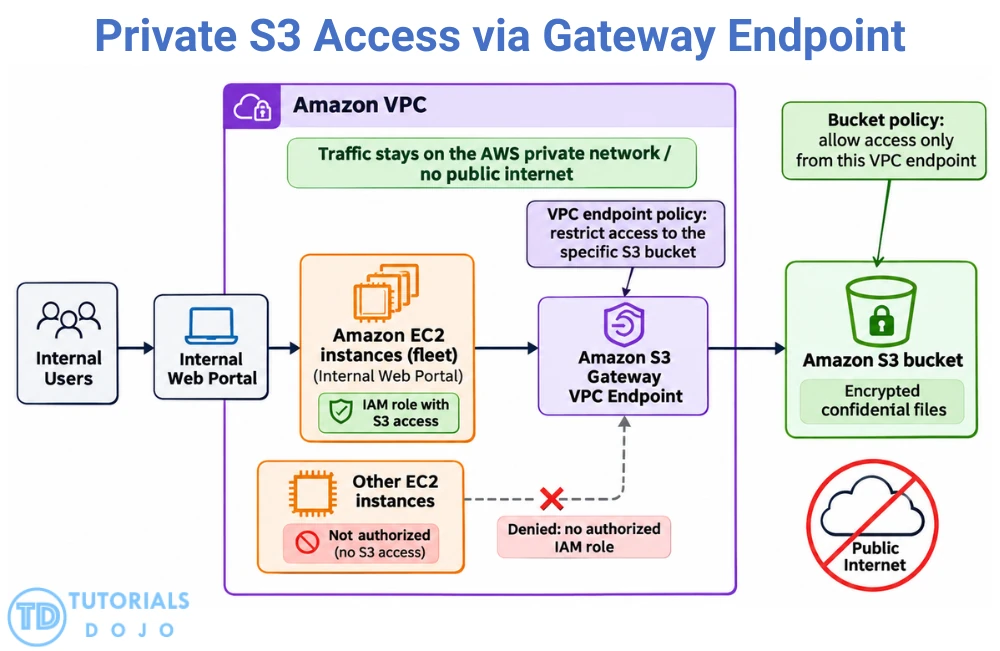 Private S3 Access via Gateway Endpoint
Amazon VPC
Traffic stays on the AWS private network /
no public internet
Bucket policy:
allow access only
from this VPC endpoint
VPC endpoint policy:
restrict access to the
specific S3 bucket
Internal
Users
Internal
Web Portal
Amazon EC2
instances (fleet)
(Internal Web Portal)
IAM role with
S3 access
Amazon S3
Gateway
VPC Endpoint
Amazon S3 bucket
Encrypted
confidential files
Other EC2
instances
Not authorized
(no S3 access)
Denied: no authorized
IAM role
Public
Internet
TD
TUTORIALS
DOJO